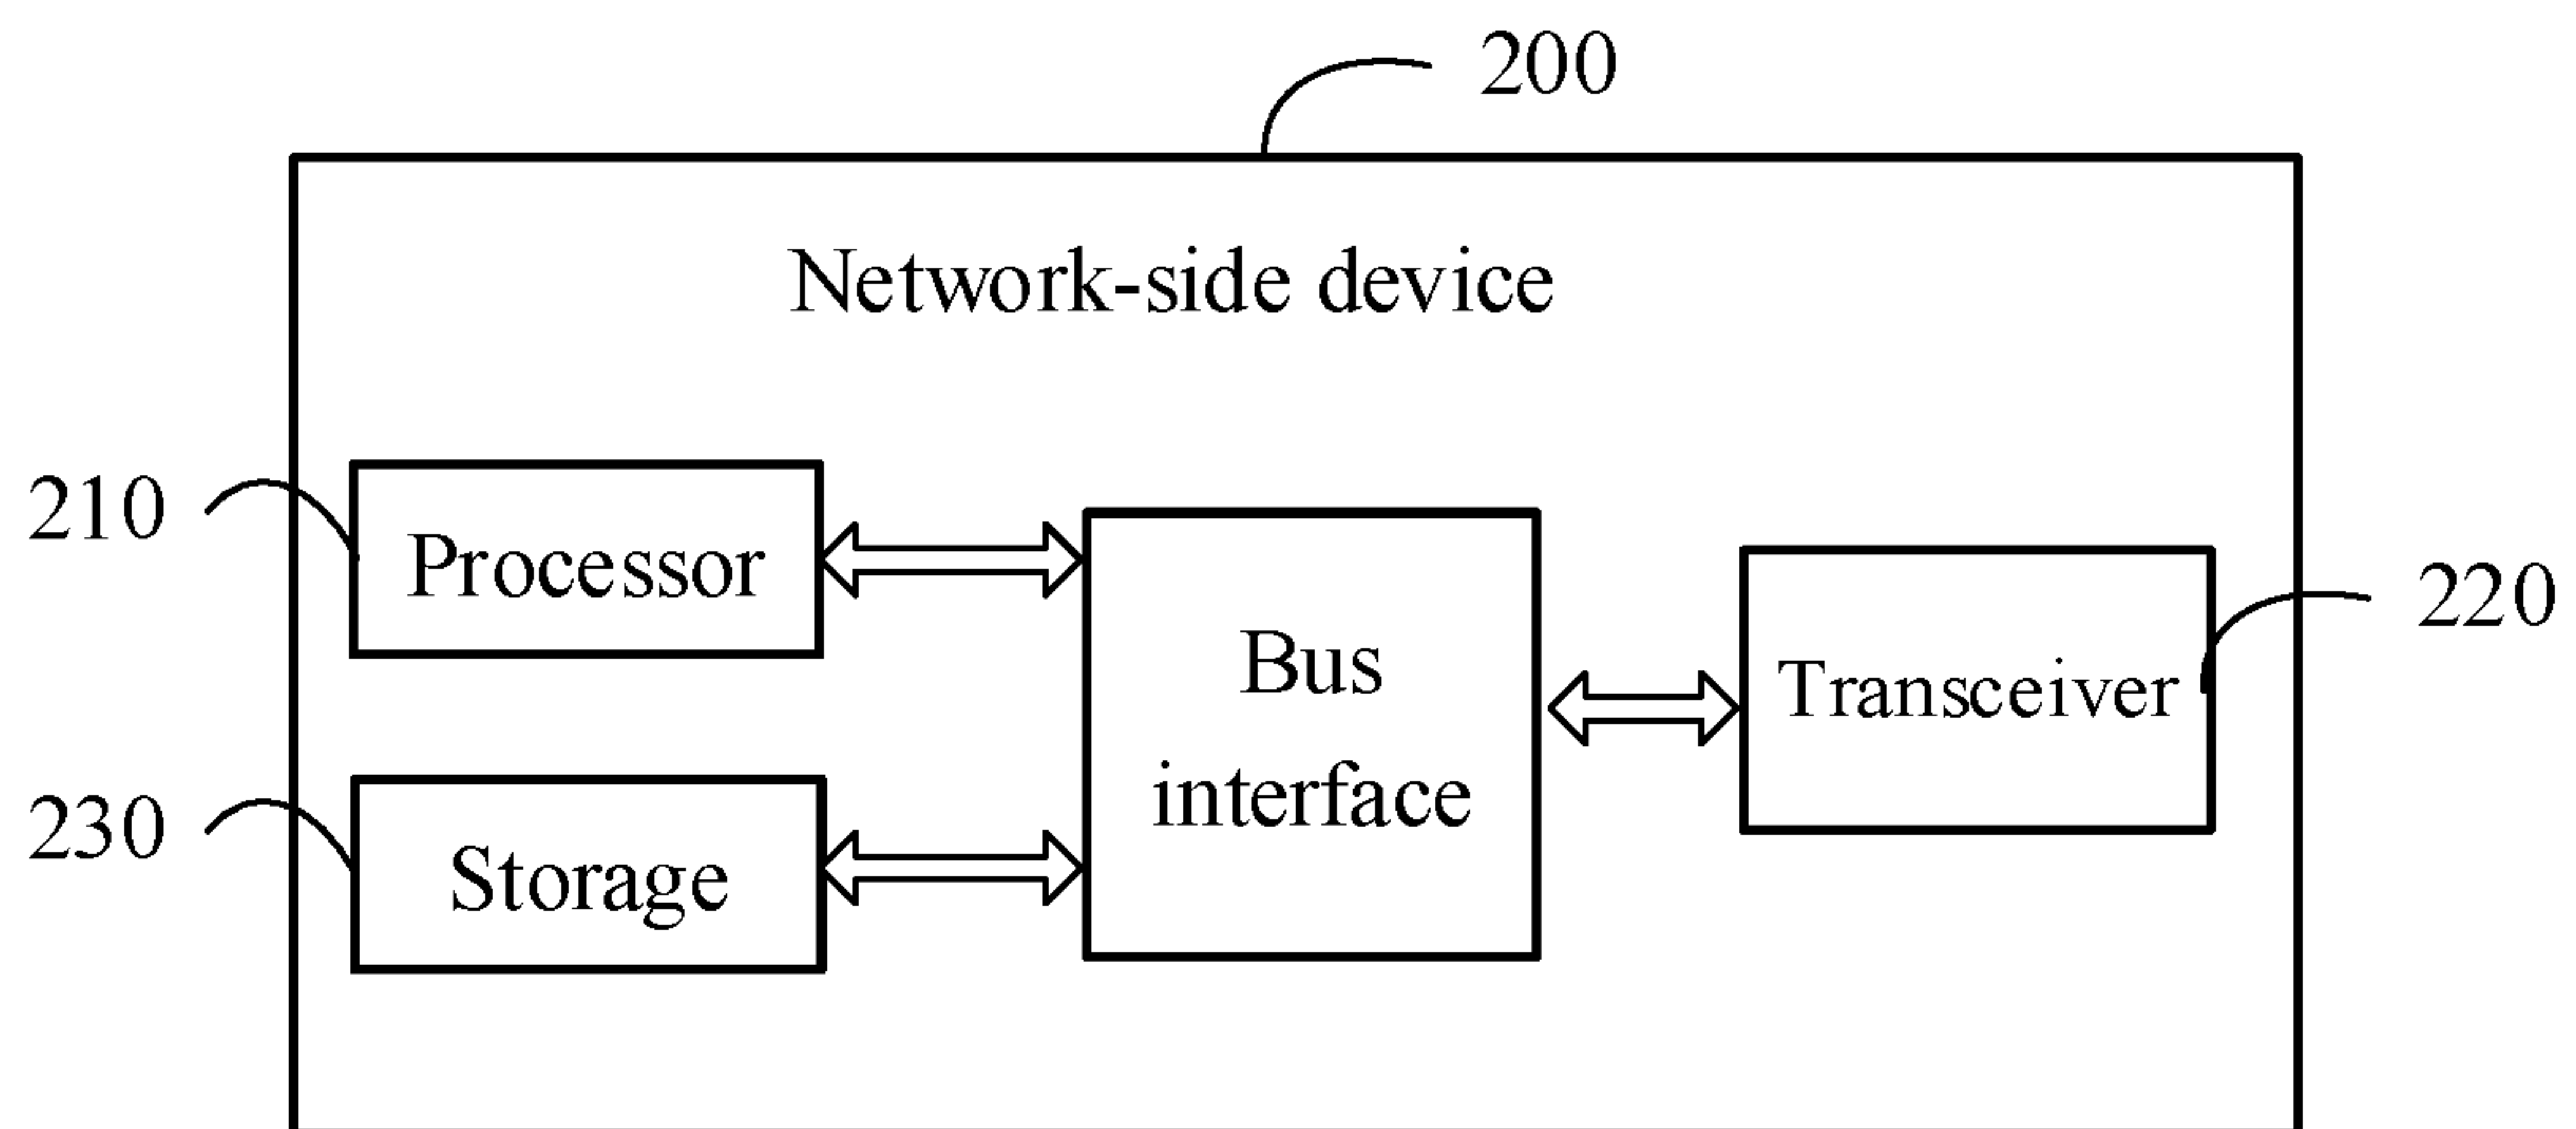 200
Network-side device
210
Processor
Bus
interface
Transceiver
220
230
Storage